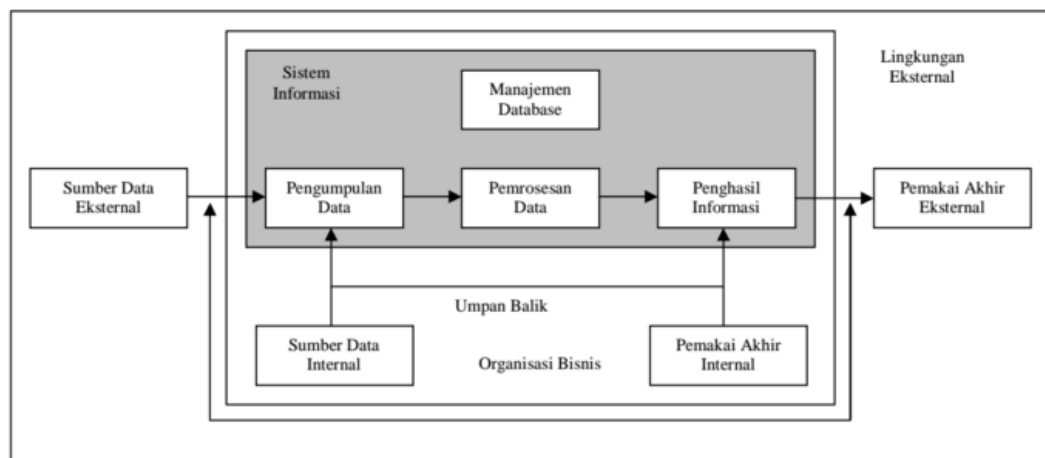 Lingkungan
Eksternal
Sistem
Informasi
Manajemen
Database
Sumber Data
Eksternal
Pengumpulan
Data
Pemrosesan
Data
Penghasil
Informasi
Pemakai Akhir
Eksternal
Umpan Balik
Sumber Data
Internal
Organisasi Bisnis
Pemakai Akhir
Internal